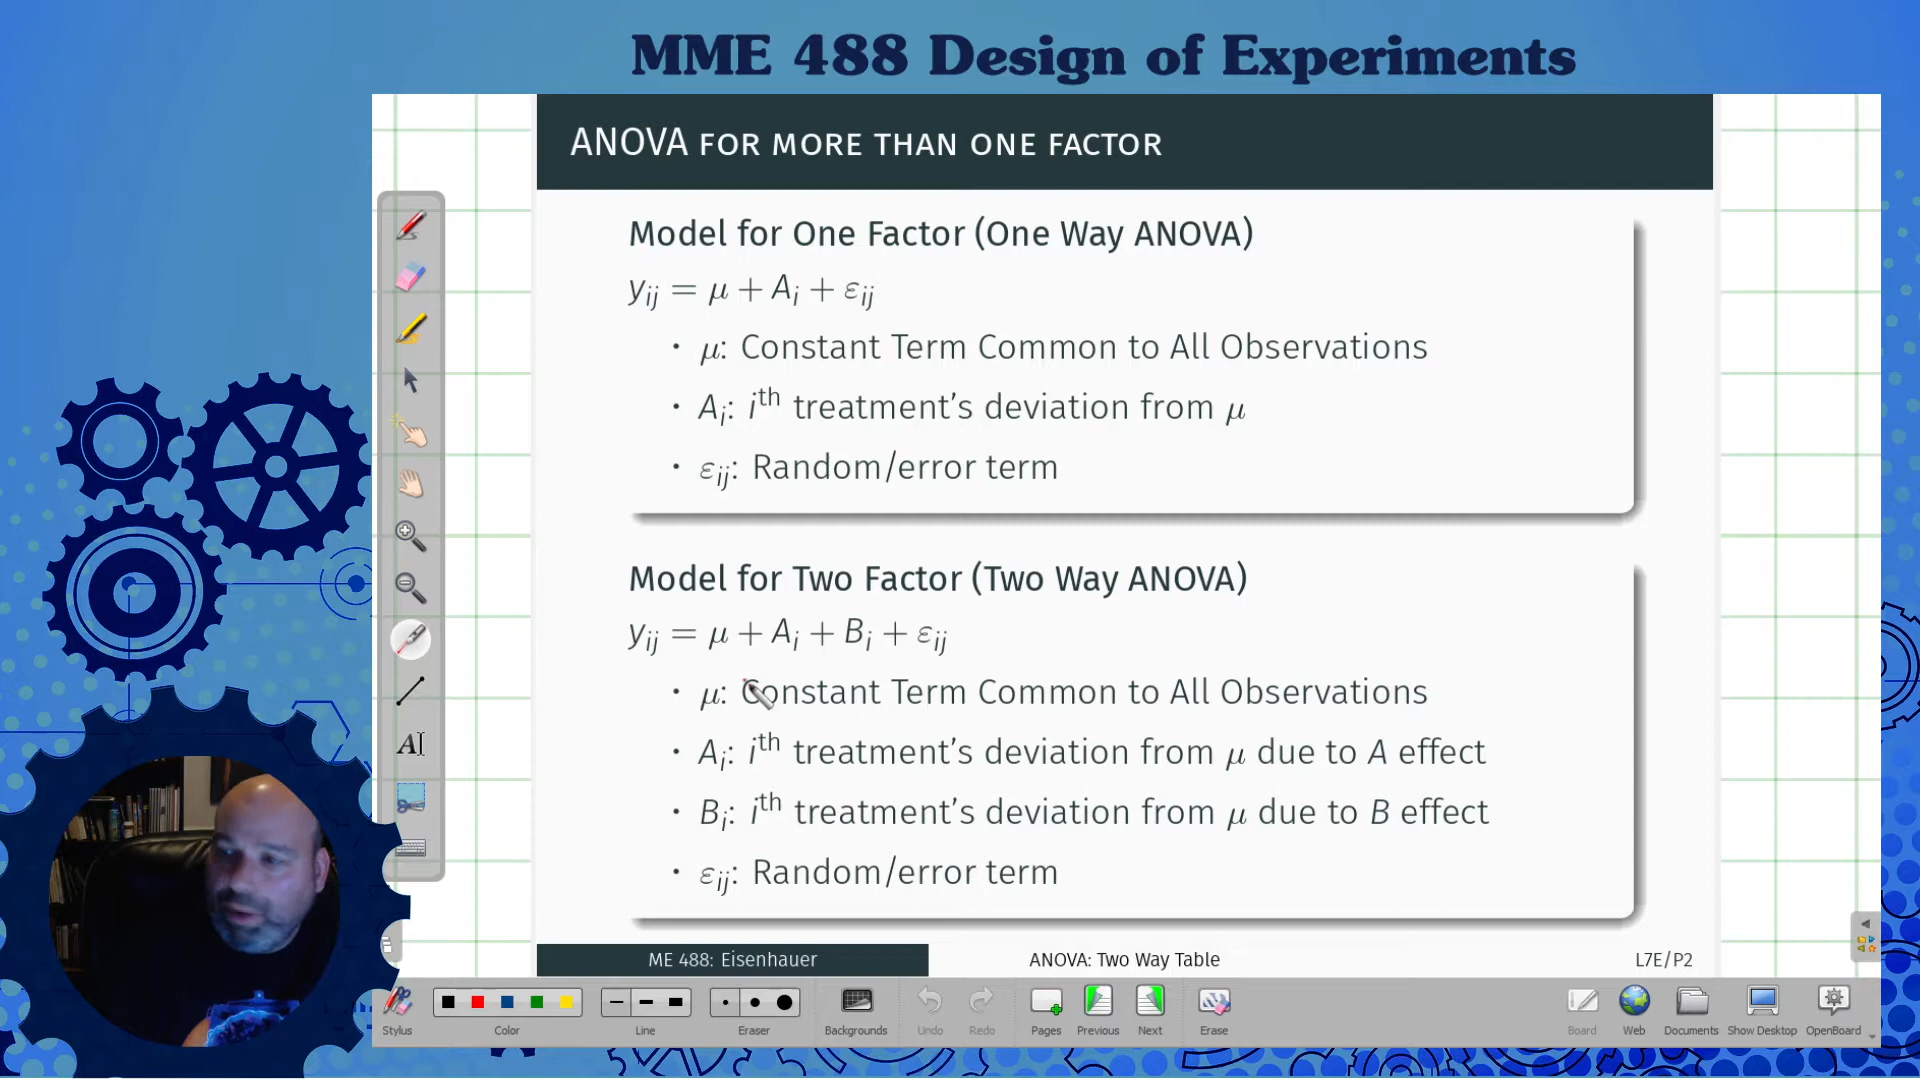 MME 488 Design of Experiments
ANOVA FOR MORE THAN ONE FACTOR
Model for One Factor (One Way ANOVA)
yij = μ + Ai + εij
• μ: Constant Term Common to All Observations
• Ai: ith treatment's deviation from μ
• εij: Random/error term
Model for Two Factor (Two Way ANOVA)
yij = μ + Ai + Bi + εij
• μ: Constant Term Common to All Observations
• Ai: ith treatment's deviation from μ due to A effect
• Bi: ith treatment's deviation from μ due to B effect
• εij: Random/error term
ME 488: Eisenhauer ANOVA: Two Way Table L7E/P2
Stylus Color Line Eraser Backgrounds Undo Redo Pages Previous Next Erase Board Web Documents Show Desktop OpenBoard